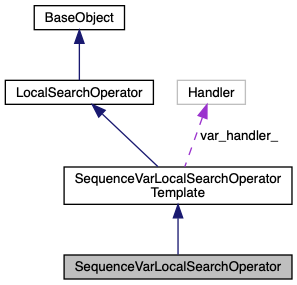 BaseObject
LocalSearchOperator
Handler
var_handler_
SequenceVarLocalSearchOperator
Template
SequenceVarLocalSearchOperator